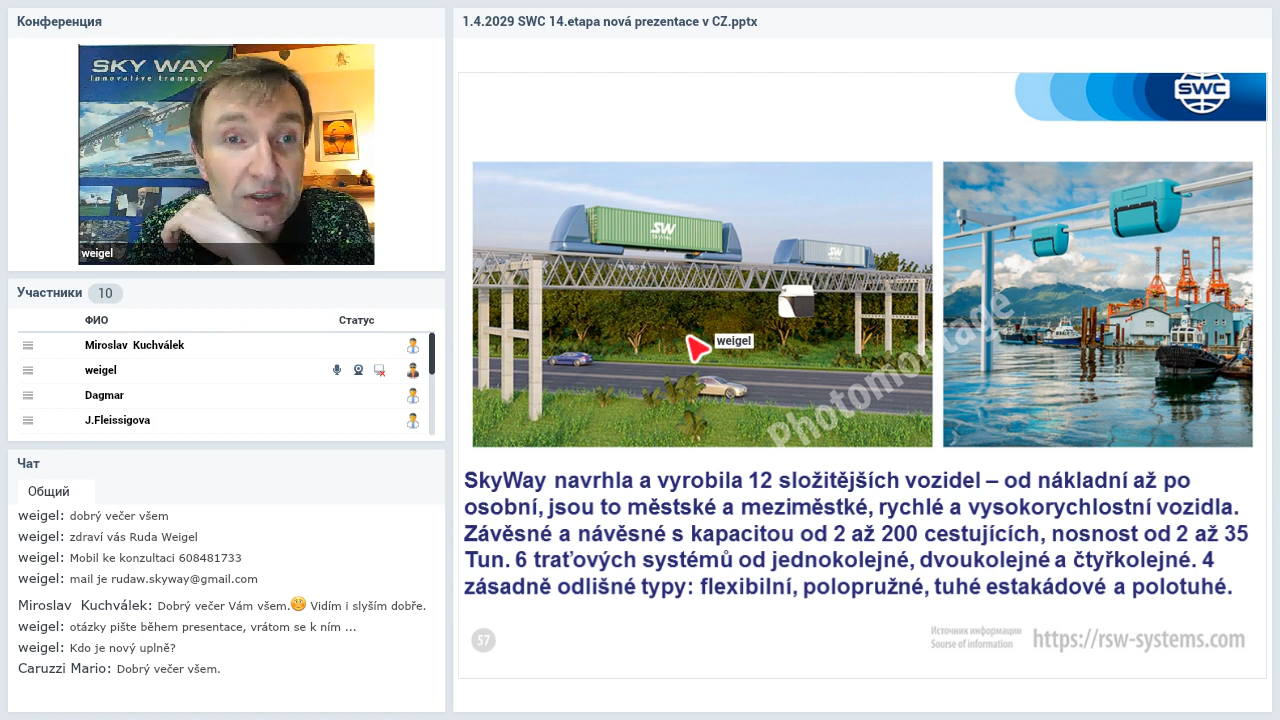 Конференция
SKY WAY
weigel
Участники 10
ФИО Статус
Miroslav Kuchválek
weigel
Dagmar
J.Fleissigova
Чат
Общий
weigel: dobrý večer všem
weigel: zdraví vás Ruda Weigel
weigel: Mobil ke konzultaci 608481733
weigel: mail je rudaw.skyway@gmail.com
Miroslav Kuchválek: Dobrý večer Vám všem. Vidím i slyším dobře.
weigel: otázky pište během presentace, vrátom se k ním ...
weigel: Kdo je nový uplně?
Caruzzi Mario: Dobrý večer všem.
1.4.2029 SWC 14.etapa nová prezentace v CZ.pptx
SWC
SW
SKYWAY
SW
weigel
Photomontage
SkyWay navrhla a vyrobila 12 složitějších vozidel – od nákladní až po
osobní, jsou to městské a meziměstké, rychlé a vysokorychlostní vozidla.
Závěsné a návěsné s kapacitou od 2 až 200 cestujících, nosnost od 2 až 35
Tun. 6 traťových systémů od jednokolejné, dvoukolejné a čtyřkolejné. 4
zásadně odlišné typy: flexibilní, polopružné, tuhé estakádové a polotuhé.
57
Источник информации
Sourse of information
https://rsw-systems.com